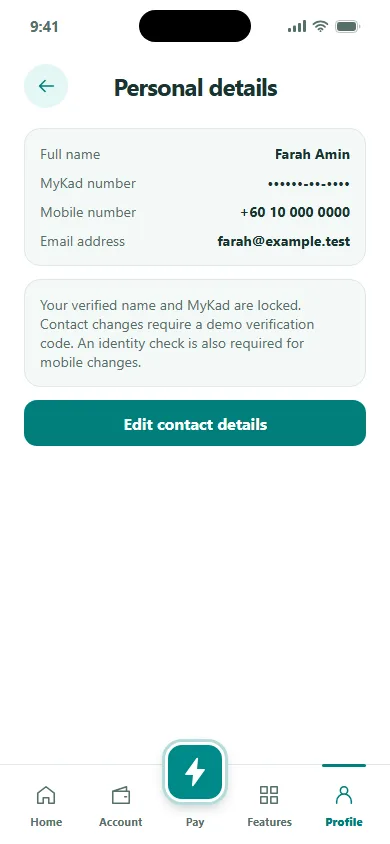 9:41
Personal details
Full name Farah Amin
MyKad number ••••••-••-••••
Mobile number +60 10 000 0000
Email address farah@example.test
Your verified name and MyKad are locked.
Contact changes require a demo verification
code. An identity check is also required for
mobile changes.
Edit contact details
Home Account Pay Features Profile